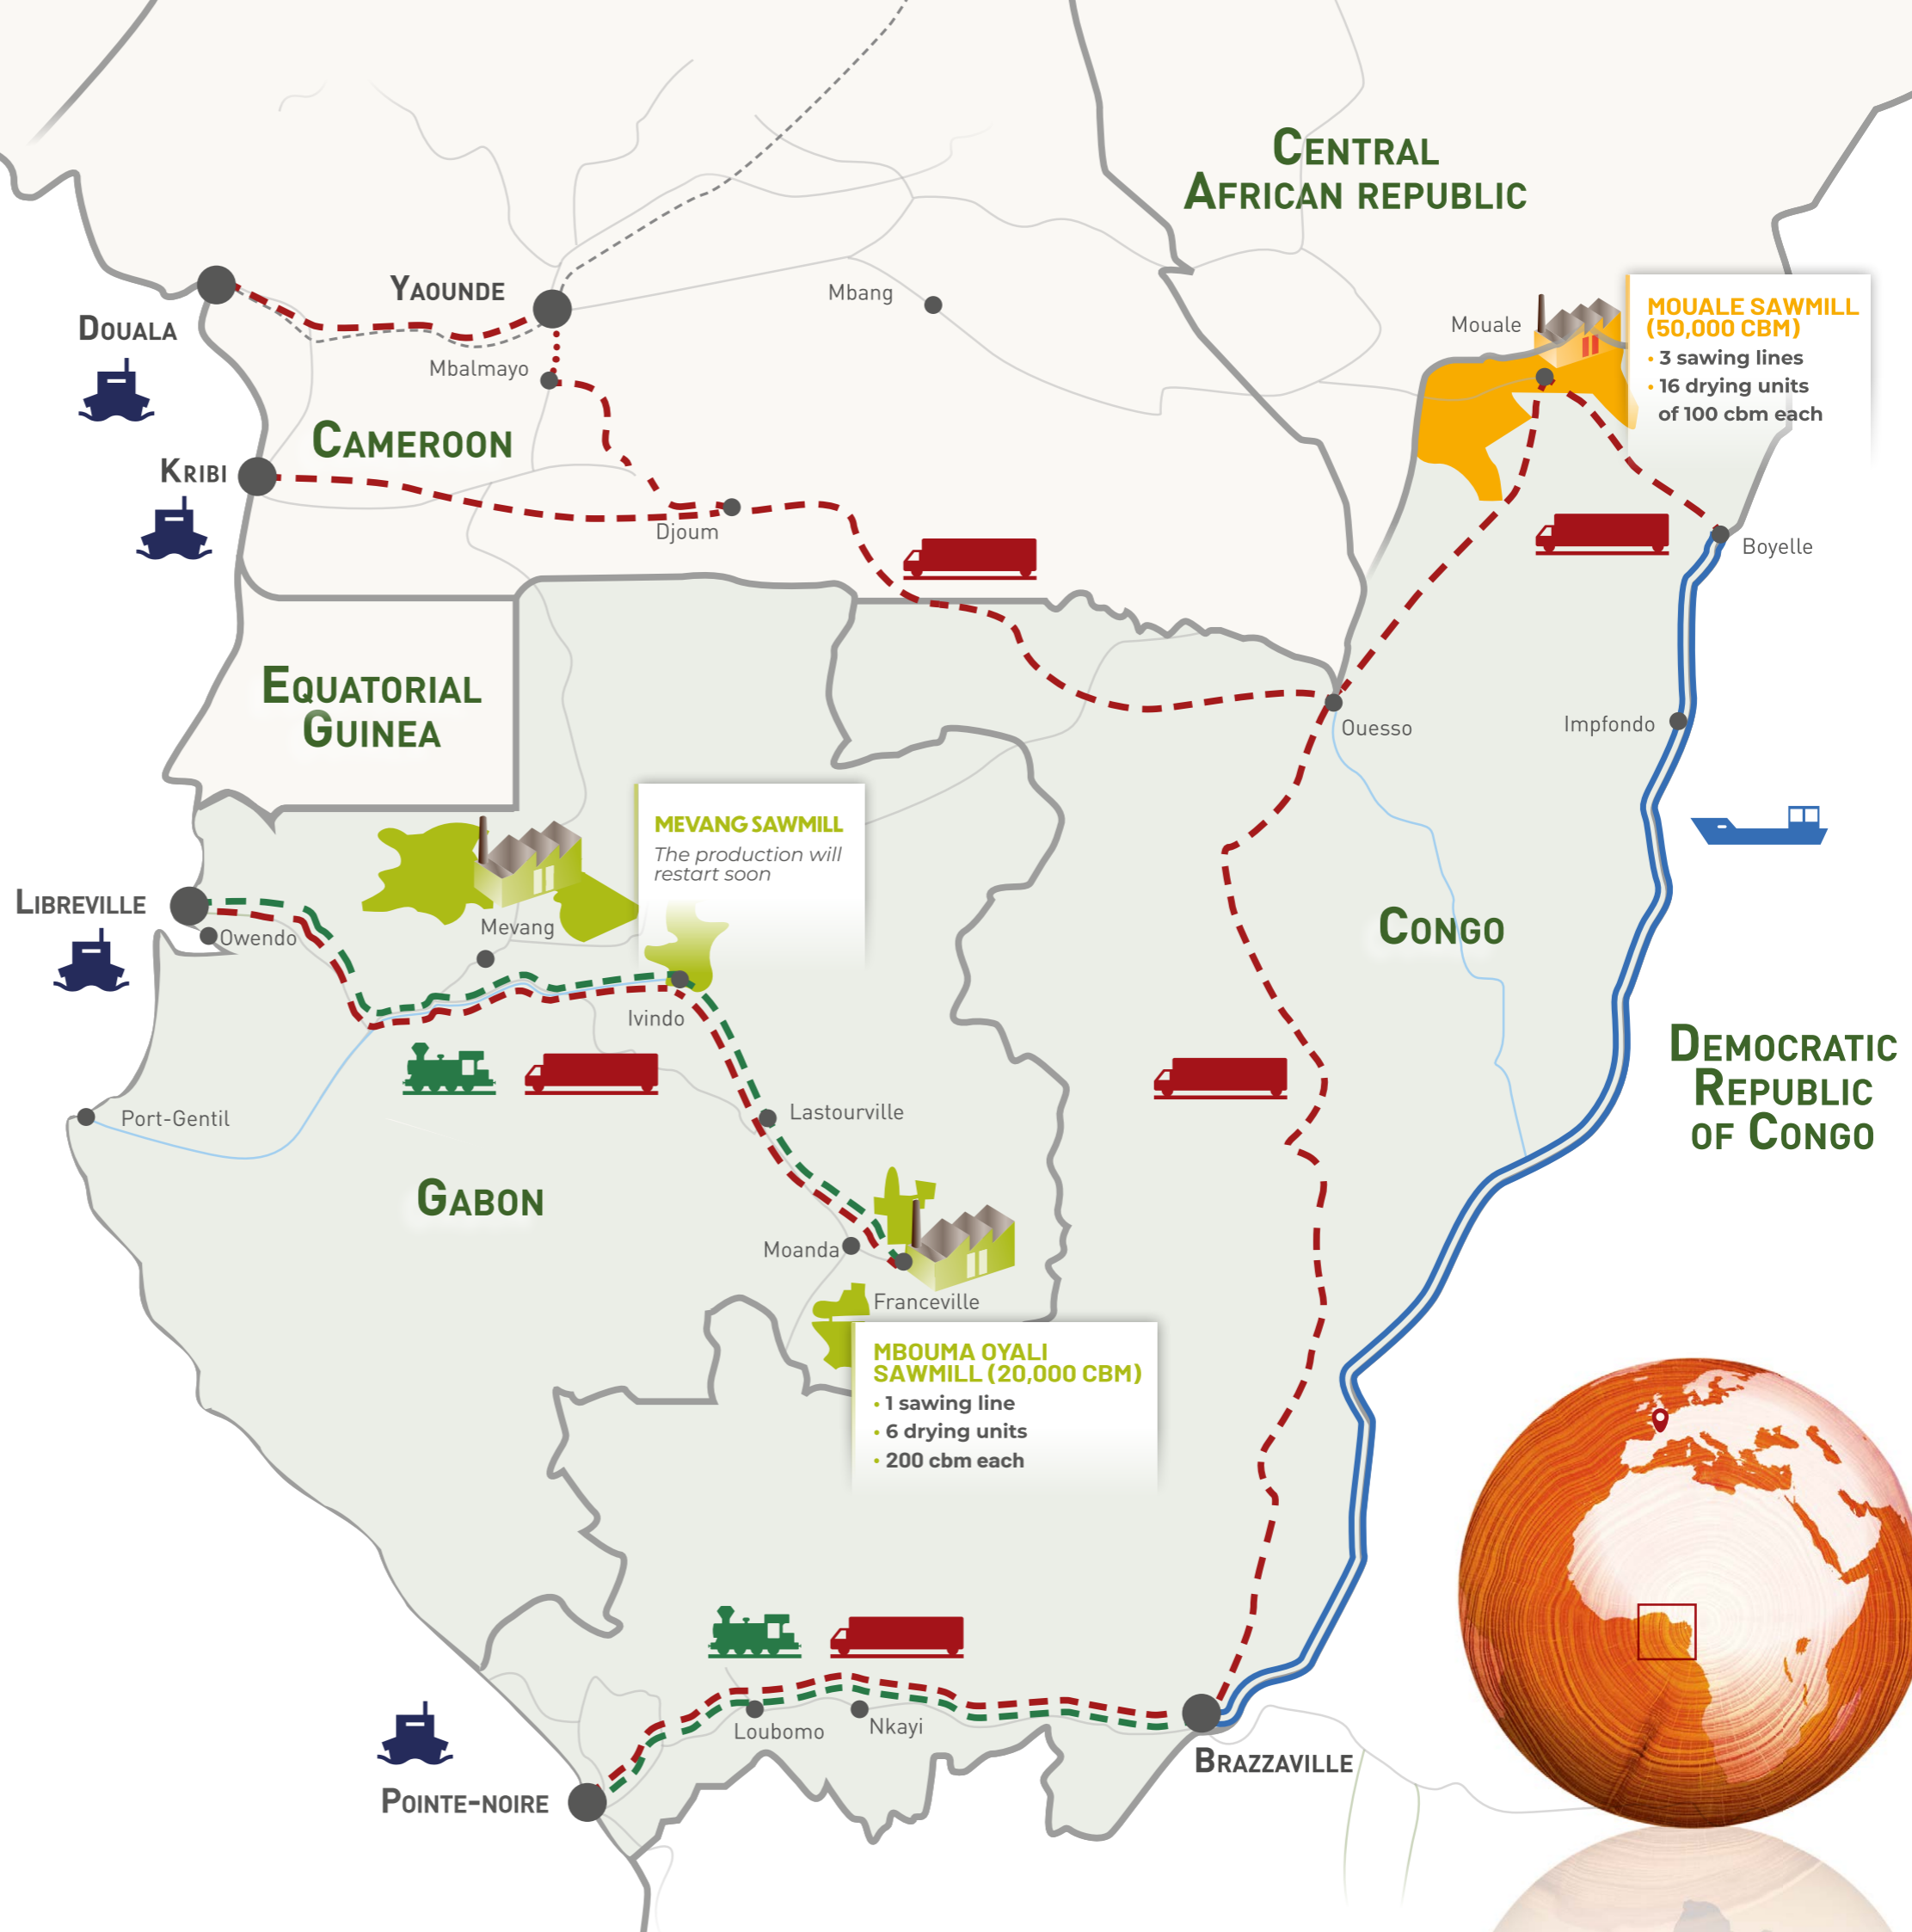 Central
African republic
Yaounde
Mbang
Douala
Mouale
MOUALE SAWMILL
(50,000 CBM)
• 3 sawing lines
• 16 drying units
of 100 cbm each
Mbalmayo
Cameroon
Kribi
Djoum
Boyelle
Equatorial
Guinea
Ouesso
Impfondo
MEVANG SAWMILL
The production will
restart soon
Libreville
Owendo
Mevang
Congo
Ivindo
Democratic
Republic
of Congo
Port-Gentil
Lastourville
Gabon
Moanda
Franceville
MBOUMA OYALI
SAWMILL (20,000 CBM)
• 1 sawing line
• 6 drying units
• 200 cbm each
Loubomo
Nkayi
Brazzaville
Pointe-noire